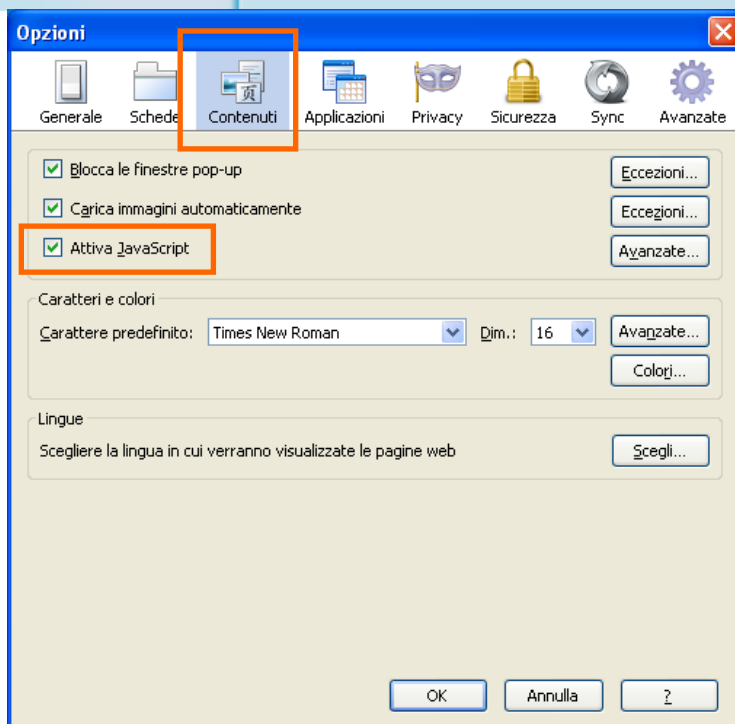 Opzioni
Generale Schede Contenuti Applicazioni Privacy Sicurezza Sync Avanzate
Blocca le finestre pop-up Eccezioni...
Carica immagini automaticamente Eccezioni...
Attiva JavaScript Avanzate...
Caratteri e colori
Carattere predefinito: Times New Roman Dim.: 16 Avanzate...
Colori...
Lingue
Scegliere la lingua in cui verranno visualizzate le pagine web Scegli...
OK Annulla ?